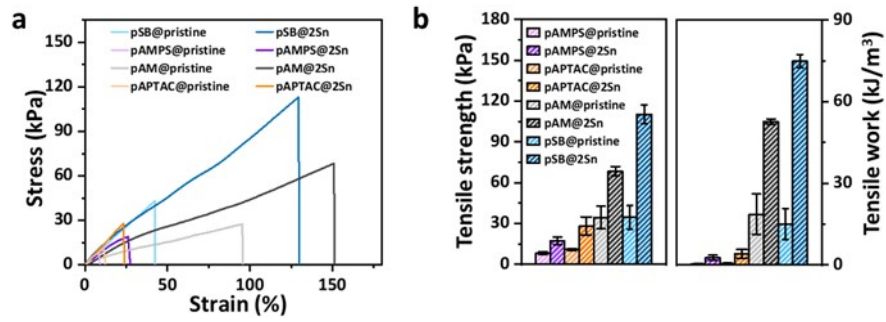 a
pSB@pristine pSB@2Sn
pAMPS@pristine pAMPS@2Sn
pAM@pristine pAM@2Sn
pAPTAC@pristine pAPTAC@2Sn
150
120
90
60
30
0
Stress (kPa)
0 50 100 150
Strain (%)
b
180
150
120
90
60
30
0
Tensile strength (kPa)
pAMPS@pristine
pAMPS@2Sn
pAPTAC@pristine
pAPTAC@2Sn
pAM@pristine
pAM@2Sn
pSB@pristine
pSB@2Sn
90
60
30
0
Tensile work (kJ/m³)